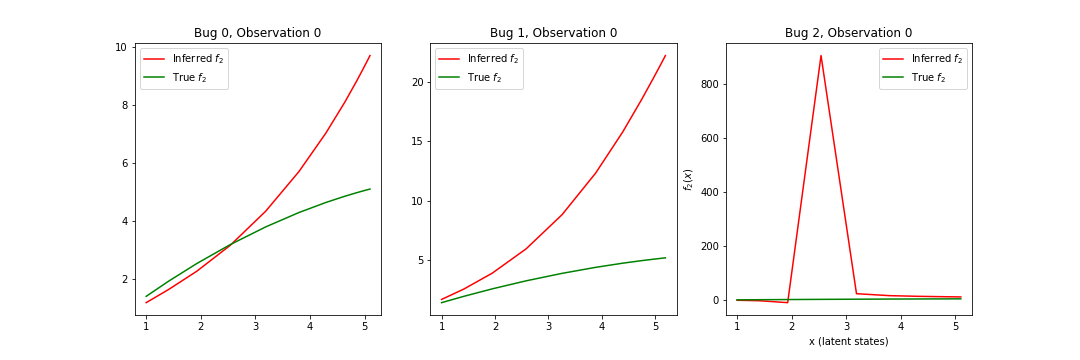 Bug 0, Observation 0
Inferred f₂
True f₂
10
8
6
4
2
1 2 3 4 5
Bug 1, Observation 0
Inferred f₂
True f₂
20
15
10
5
1 2 3 4 5
Bug 2, Observation 0
Inferred f₂
True f₂
f₂(x)
800
600
400
200
0
1 2 3 4 5
x (latent states)